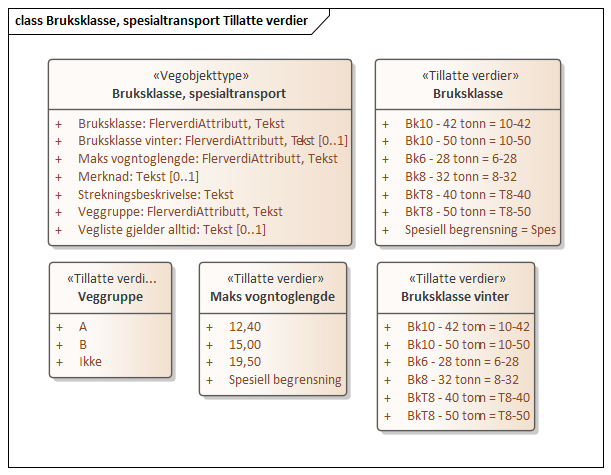 class Bruksklasse, spesialtransport Tillatte verdier
«Vegobjekttype»
Bruksklasse, spesialtransport
+ Bruksklasse: FlerverdiAttributt, Tekst
+ Bruksklasse vinter: FlerverdiAttributt, Tekst [0..1]
+ Maks vogntoglengde: FlerverdiAttributt, Tekst
+ Merknad: Tekst [0..1]
+ Strekningsbeskrivelse: Tekst
+ Veggruppe: FlerverdiAttributt, Tekst
+ Vegliste gjelder alltid: Tekst [0..1]
«Tillatte verdier»
Bruksklasse
+ Bk10 - 42 tonn = 10-42
+ Bk10 - 50 tonn = 10-50
+ Bk6 - 28 tonn = 6-28
+ Bk8 - 32 tonn = 8-32
+ BkT8 - 40 tonn = T8-40
+ BkT8 - 50 tonn = T8-50
+ Spesiell begrensning = Spes
«Tillatte verdi...
Veggruppe
+ A
+ B
+ Ikke
«Tillatte verdier»
Maks vogntoglengde
+ 12,40
+ 15,00
+ 19,50
+ Spesiell begrensning
«Tillatte verdier»
Bruksklasse vinter
+ Bk10 - 42 tonn = 10-42
+ Bk10 - 50 tonn = 10-50
+ Bk6 - 28 tonn = 6-28
+ Bk8 - 32 tonn = 8-32
+ BkT8 - 40 tonn = T8-40
+ BkT8 - 50 tonn = T8-50